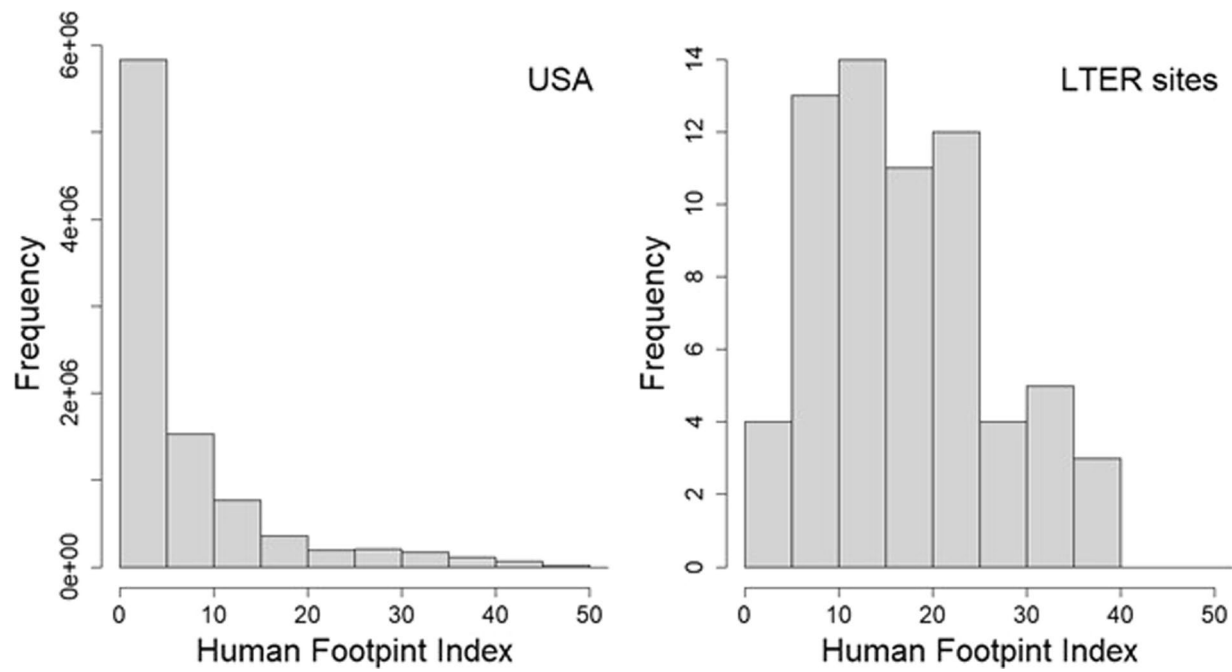 USA
Frequency
6e+06
4e+06
2e+06
0e+00
0 10 20 30 40 50
Human Footpint Index
LTER sites
Frequency
14
12
10
8
6
4
2
0
0 10 20 30 40 50
Human Footpint Index